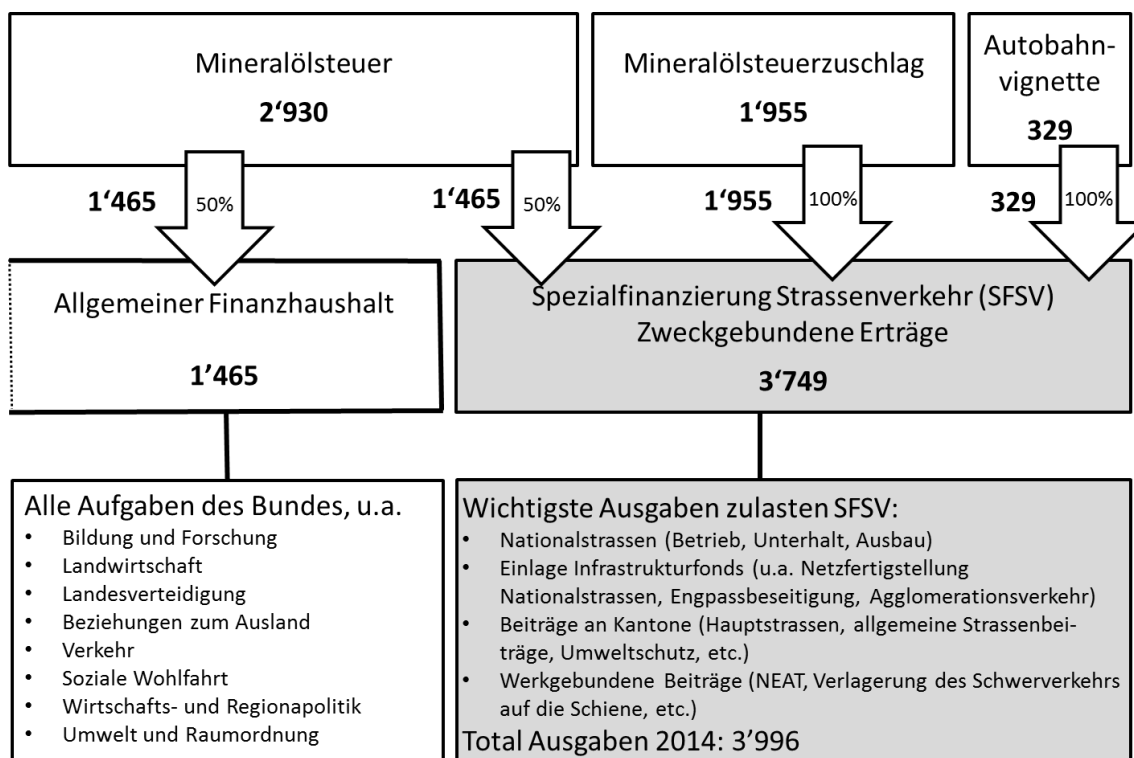 Mineralölsteuer
2‘930
Mineralölsteuerzuschlag
1‘955
Autobahn-
vignette
329
1‘465
50%
1‘465
50%
1‘955
100%
329
100%
Allgemeiner Finanzhaushalt
1’465
Spezialfinanzierung Strassenverkehr (SFSV)
Zweckgebundene Erträge
3‘749
Alle Aufgaben des Bundes, u.a.
• Bildung und Forschung
• Landwirtschaft
• Landesverteidigung
• Beziehungen zum Ausland
• Verkehr
• Soziale Wohlfahrt
• Wirtschafts- und Regionapolitik
• Umwelt und Raumordnung
Wichtigste Ausgaben zulasten SFSV:
• Nationalstrassen (Betrieb, Unterhalt, Ausbau)
• Einlage Infrastrukturfonds (u.a. Netzfertigstellung
Nationalstrassen, Engpassbeseitigung, Agglomerationsverkehr)
• Beiträge an Kantone (Hauptstrassen, allgemeine Strassenbei-
träge, Umweltschutz, etc.)
• Werkgebundene Beiträge (NEAT, Verlagerung des Schwerverkehrs
auf die Schiene, etc.)
Total Ausgaben 2014: 3’996